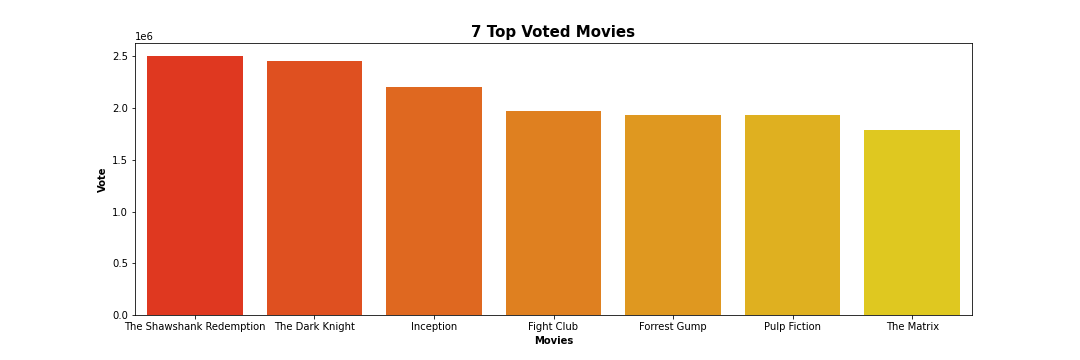 7 Top Voted Movies
1e6
2.5
2.0
1.5
1.0
0.5
0.0
Vote
The Shawshank Redemption The Dark Knight Inception Fight Club Forrest Gump Pulp Fiction The Matrix
Movies